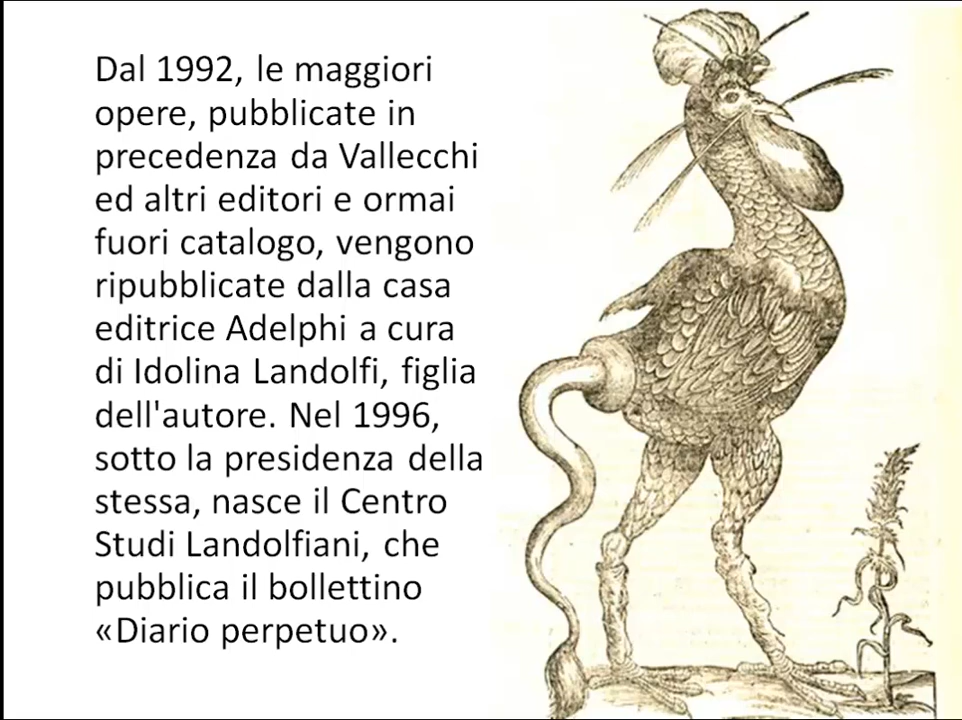 Dal 1992, le maggiori
opere, pubblicate in
precedenza da Vallecchi
ed altri editori e ormai
fuori catalogo, vengono
ripubblicate dalla casa
editrice Adelphi a cura
di Idolina Landolfi, figlia
dell'autore. Nel 1996,
sotto la presidenza della
stessa, nasce il Centro
Studi Landolfiani, che
pubblica il bollettino
«Diario perpetuo».